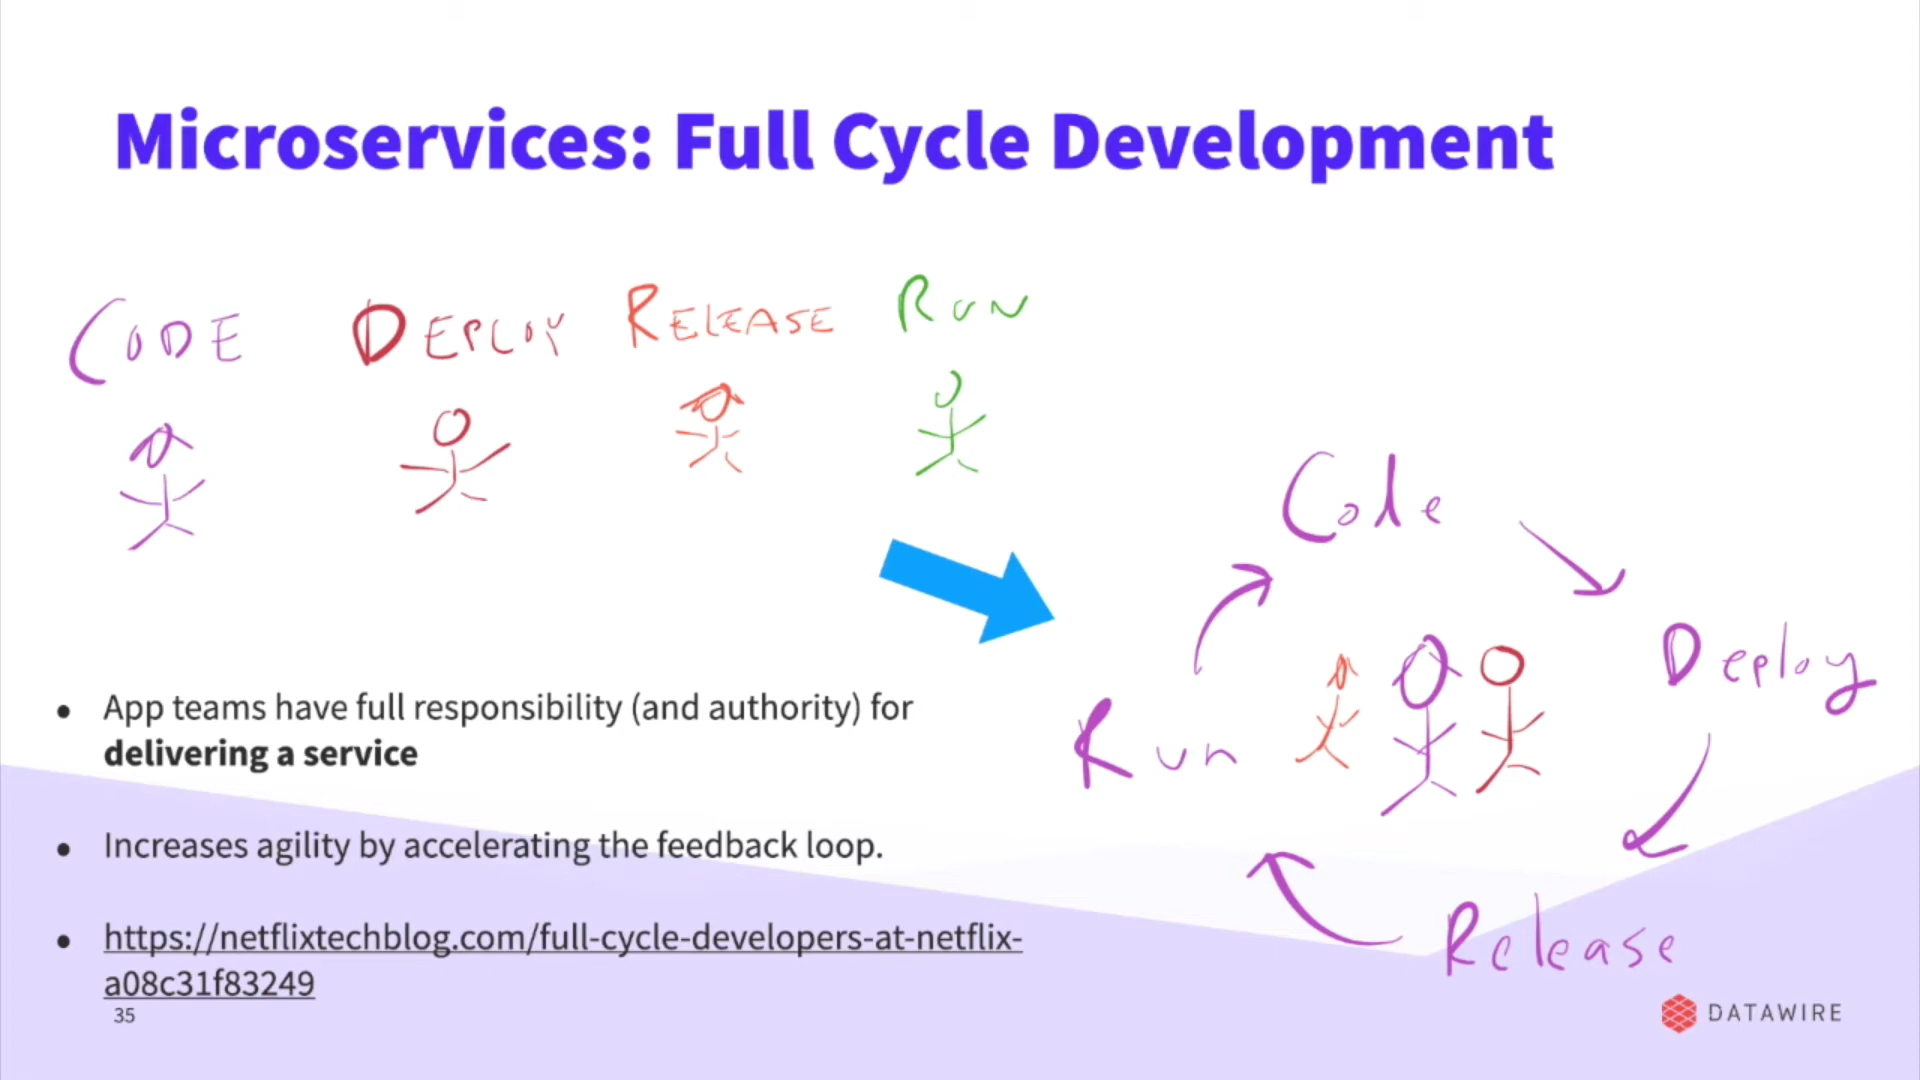 Microservices: Full Cycle Development
CODE DEPLOY RELEASE RUN
Code
Deploy
Run
Release
• App teams have full responsibility (and authority) for
delivering a service
• Increases agility by accelerating the feedback loop.
• https://netflixtechblog.com/full-cycle-developers-at-netflix-
a08c31f83249
35
DATAWIRE